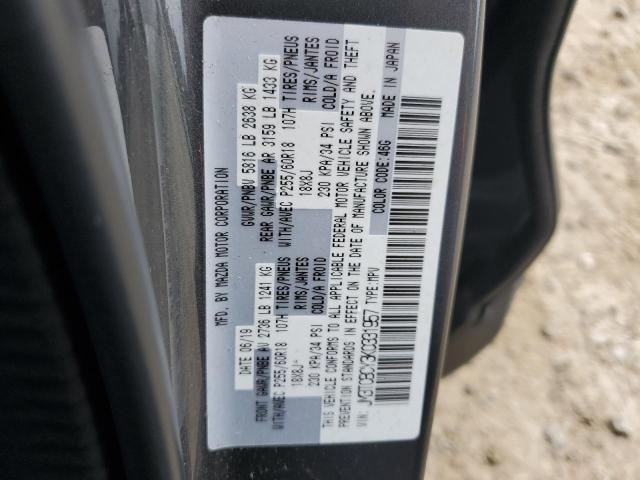 MFD. BY MAZDA MOTOR CORPORATION
DATE 06/19 GVWR/PNBV 5816 LB 2638 KG
FRONT GAWR/PNBE AV 2736 LB 1241 KG REAR GAWR/PNBE AR 3159 LB 1433 KG
WITH/AVEC P255/60R18 107H TIRES/PNEUS WITH/AVEC P255/60R18 107H TIRES/PNEUS
18X8J RIMS/JANTES 18X8J RIMS/JANTES
230 KPA/34 PSI COLD/A FROID 230 KPA/34 PSI COLD/A FROID
THIS VEHICLE CONFORMS TO ALL APPLICABLE FEDERAL MOTOR VEHICLE SAFETY AND THEFT
PREVENTION STANDARDS IN EFFECT ON THE DATE OF MANUFACTURE SHOWN ABOVE.
VIN: JM3TCBCY3K0331957 TYPE:MPV COLOR CODE:46G MADE IN JAPAN